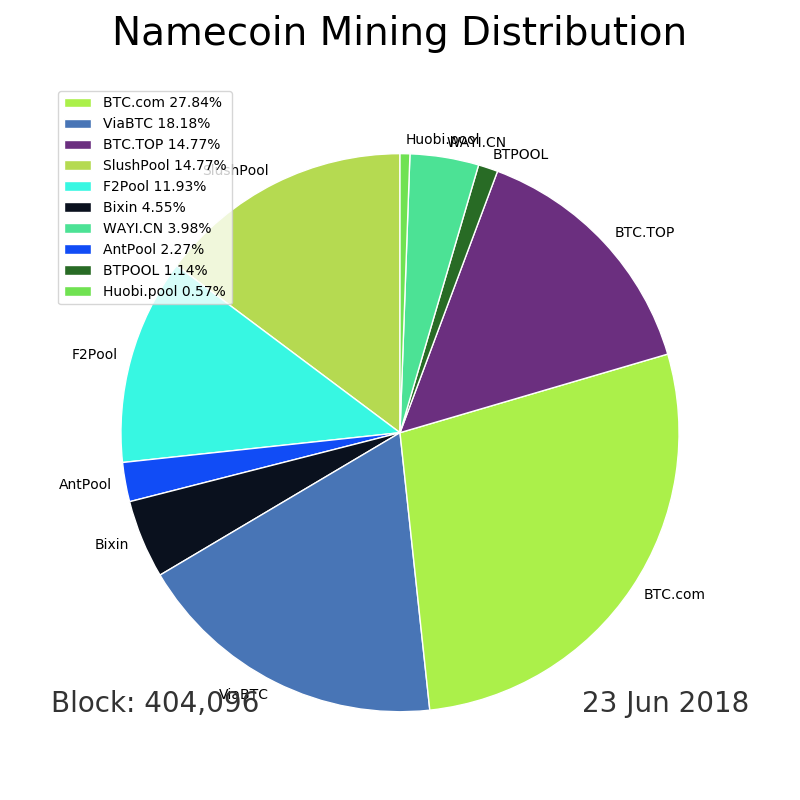 Namecoin Mining Distribution
BTC.com 27.84%
ViaBTC 18.18%
BTC.TOP 14.77%
SlushPool 14.77%
F2Pool 11.93%
Bixin 4.55%
WAYI.CN 3.98%
AntPool 2.27%
BTPOOL 1.14%
Huobi.pool 0.57%
Huobi.pool
WAYI.CN
BTPOOL
SlushPool
BTC.TOP
F2Pool
AntPool
Bixin
BTC.com
ViaBTC
Block: 404,096
23 Jun 2018